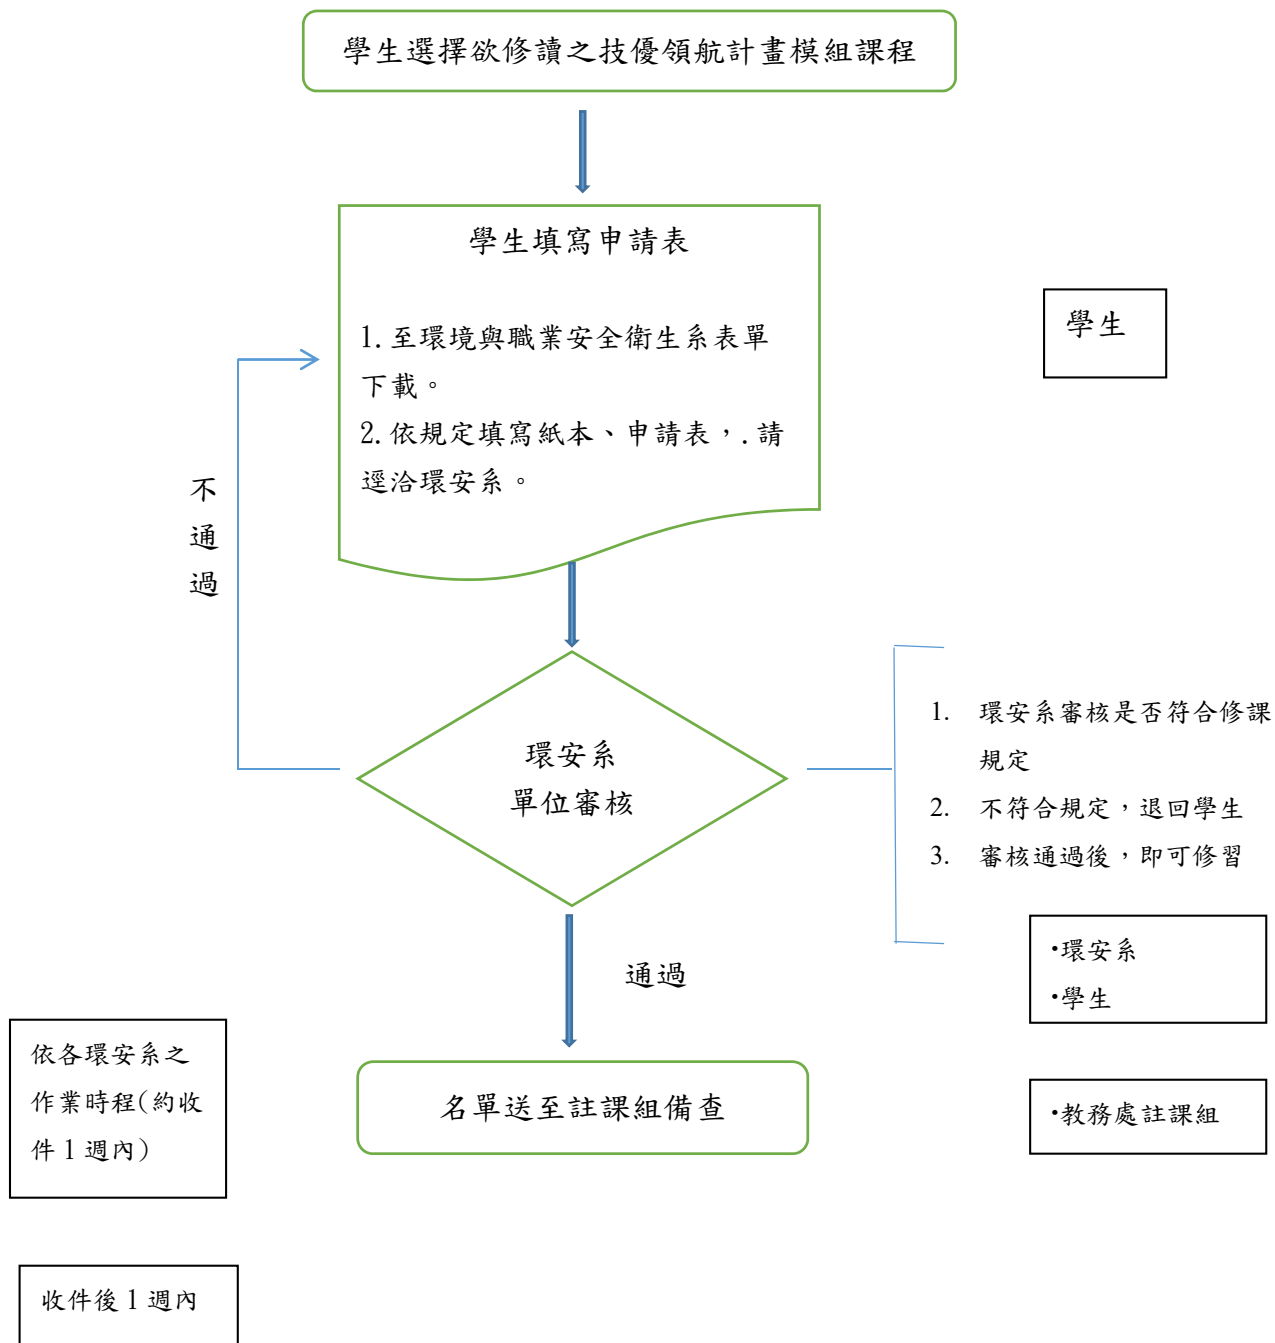 學生選擇欲修讀之技優領航計畫模組課程
學生填寫申請表
1.至環境與職業安全衛生系表單
下載。
2.依規定填寫紙本、申請表，.請
逕洽環安系。
學生
不
通
過
環安系
單位審核
1. 環安系審核是否符合修課
規定
2. 不符合規定，退回學生
3. 審核通過後，即可修習
•環安系
•學生
通過
依各環安系之
作業時程(約收
件1週內)
名單送至註課組備查
•教務處註課組
收件後1週內